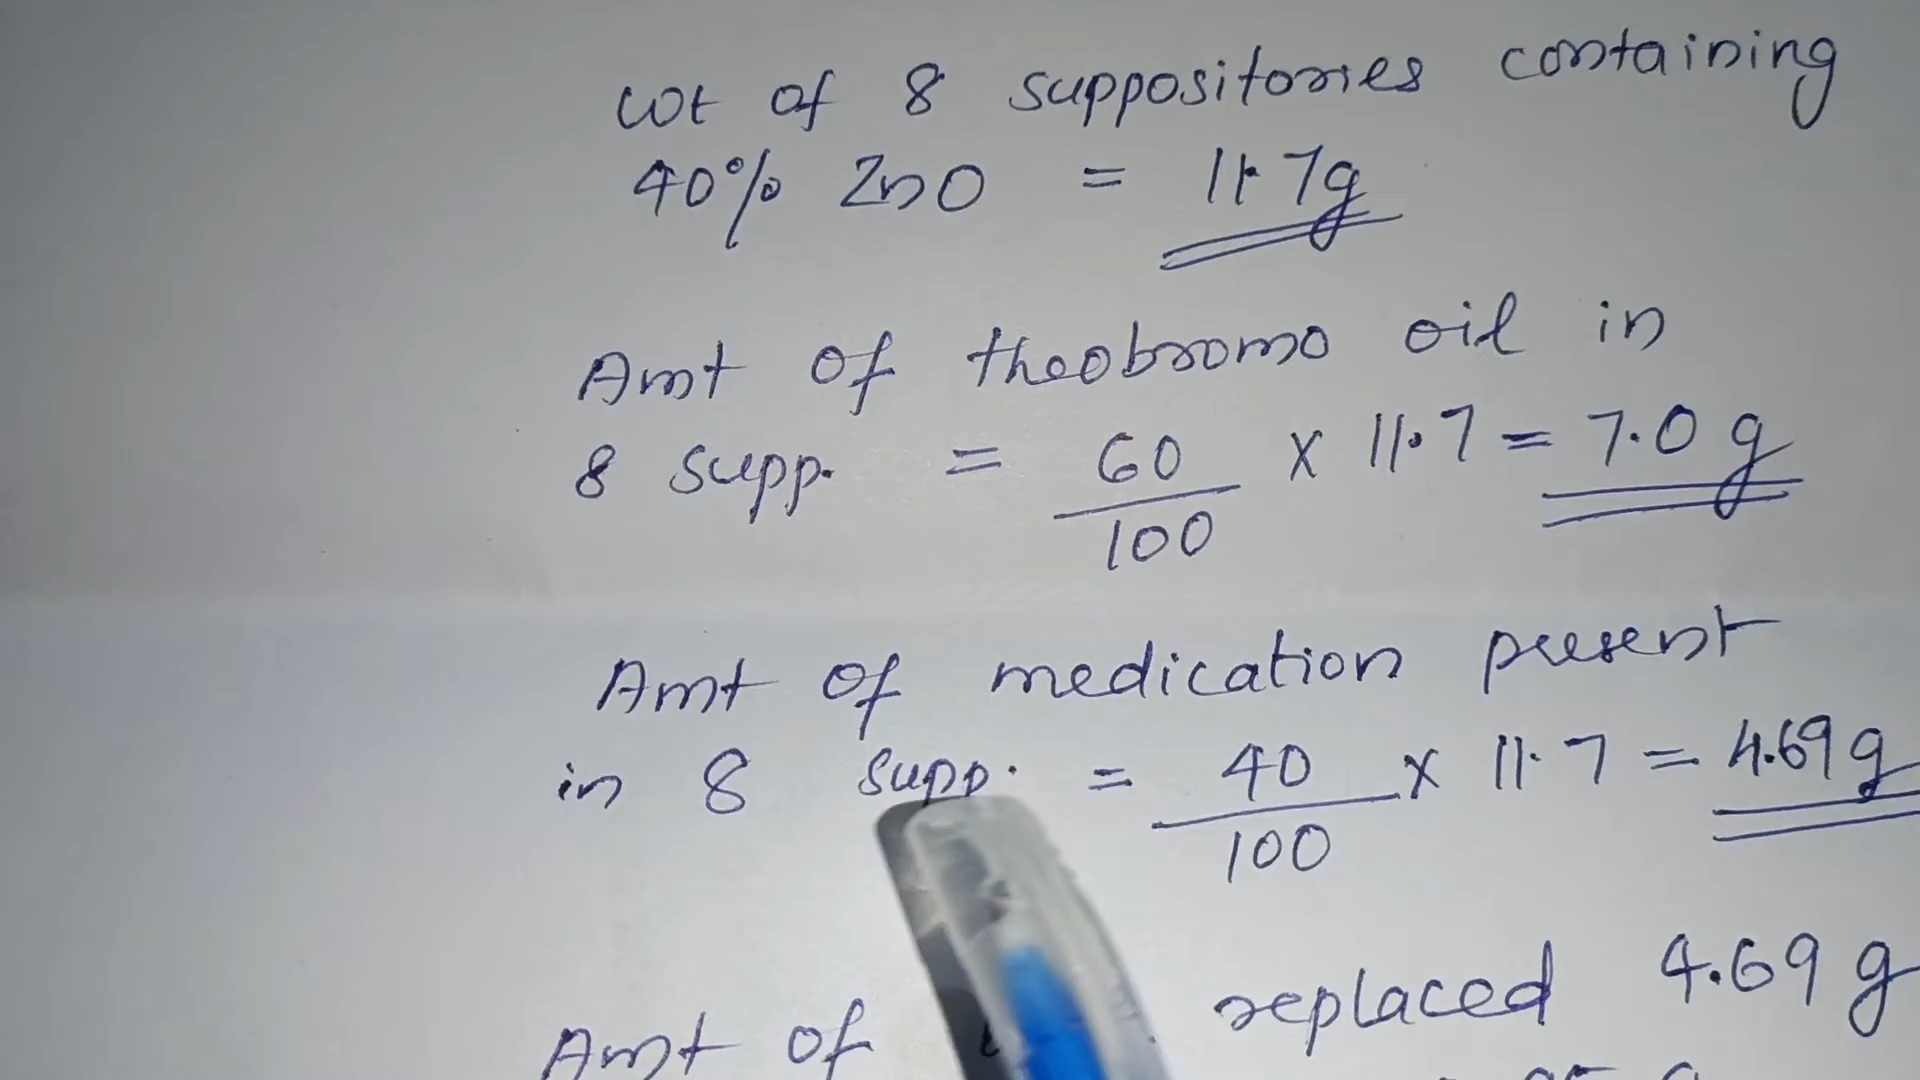 wt of 8 suppositories containing
40% ZnO = 11.7g
Amt of theobromo oil in
8 supp. = 60/100 x 11.7 = 7.0 g
Amt of medication present
in 8 supp. = 40/100 x 11.7 = 4.69 g
Amt of replaced 4.69 g